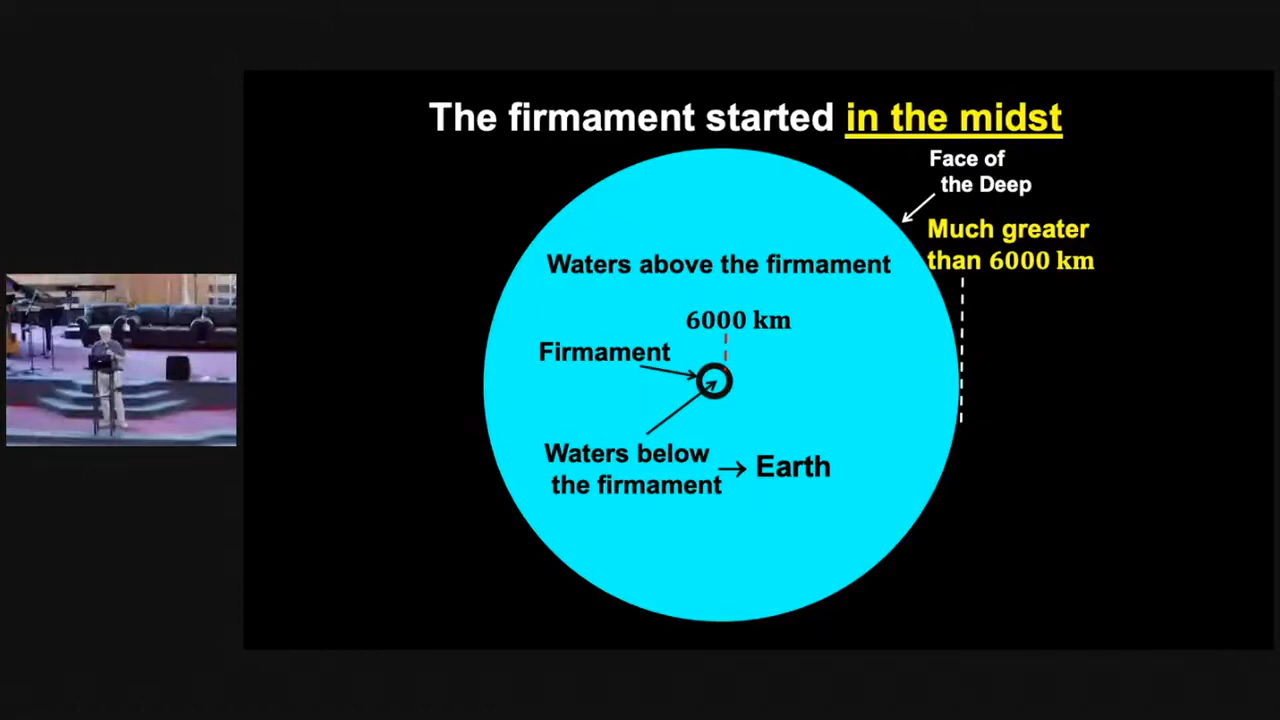 The firmament started in the midst
Face of
the Deep
Much greater
than 6000 km
Waters above the firmament
6000 km
Firmament
Waters below
the firmament → Earth